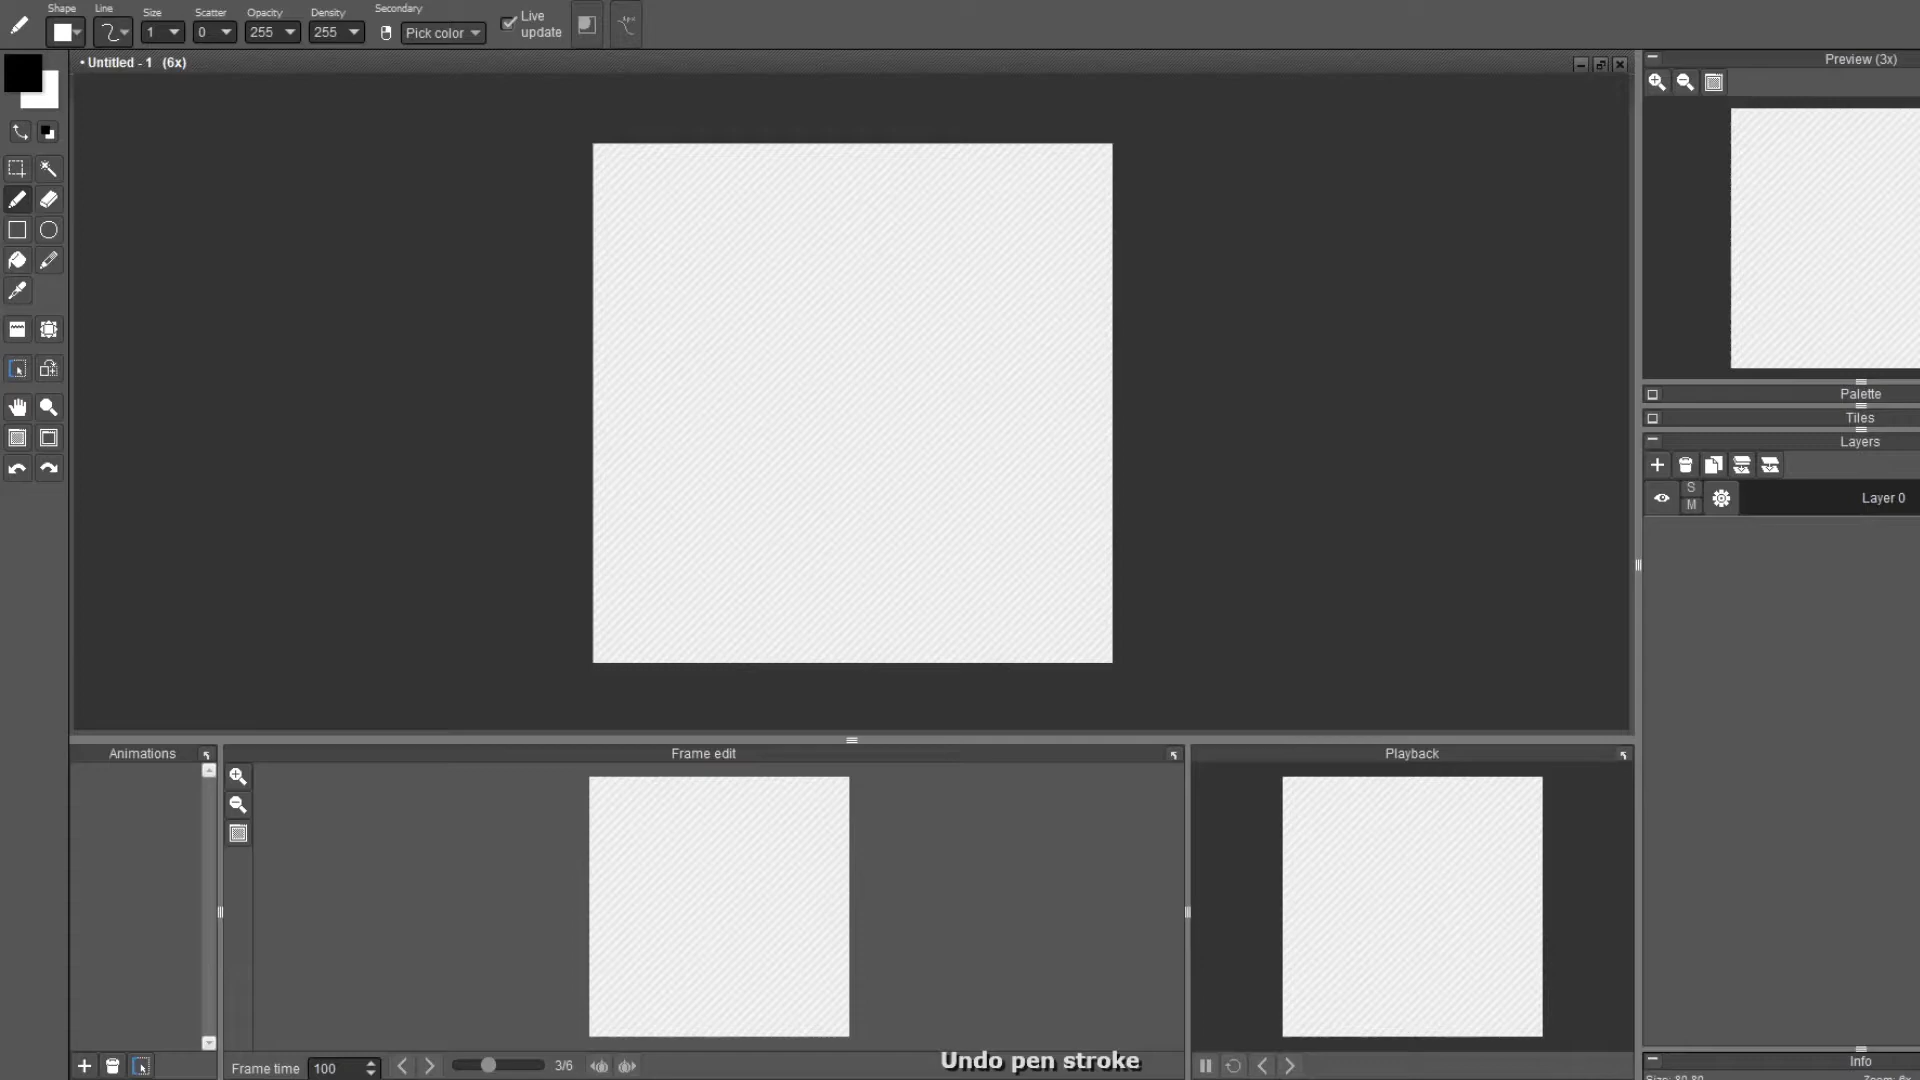 Shape Line Size Scatter Opacity Density Secondary
1 0 255 255 Pick color Live update
• Untitled - 1 (6x)
Preview (3x)
Palette
Tiles
Layers
S
M
Layer 0
Animations Frame edit Playback
Frame time 100 3/6
Undo pen stroke
Info